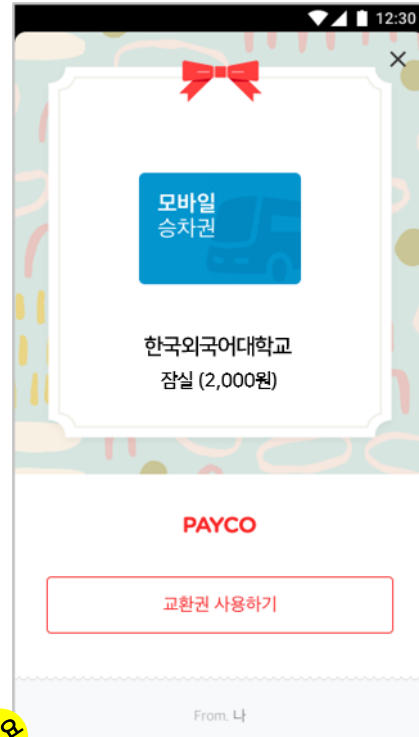 12:30
모바일
승차권
한국외국어대학교
잠실 (2,000원)
PAYCO
교환권 사용하기
From. 나